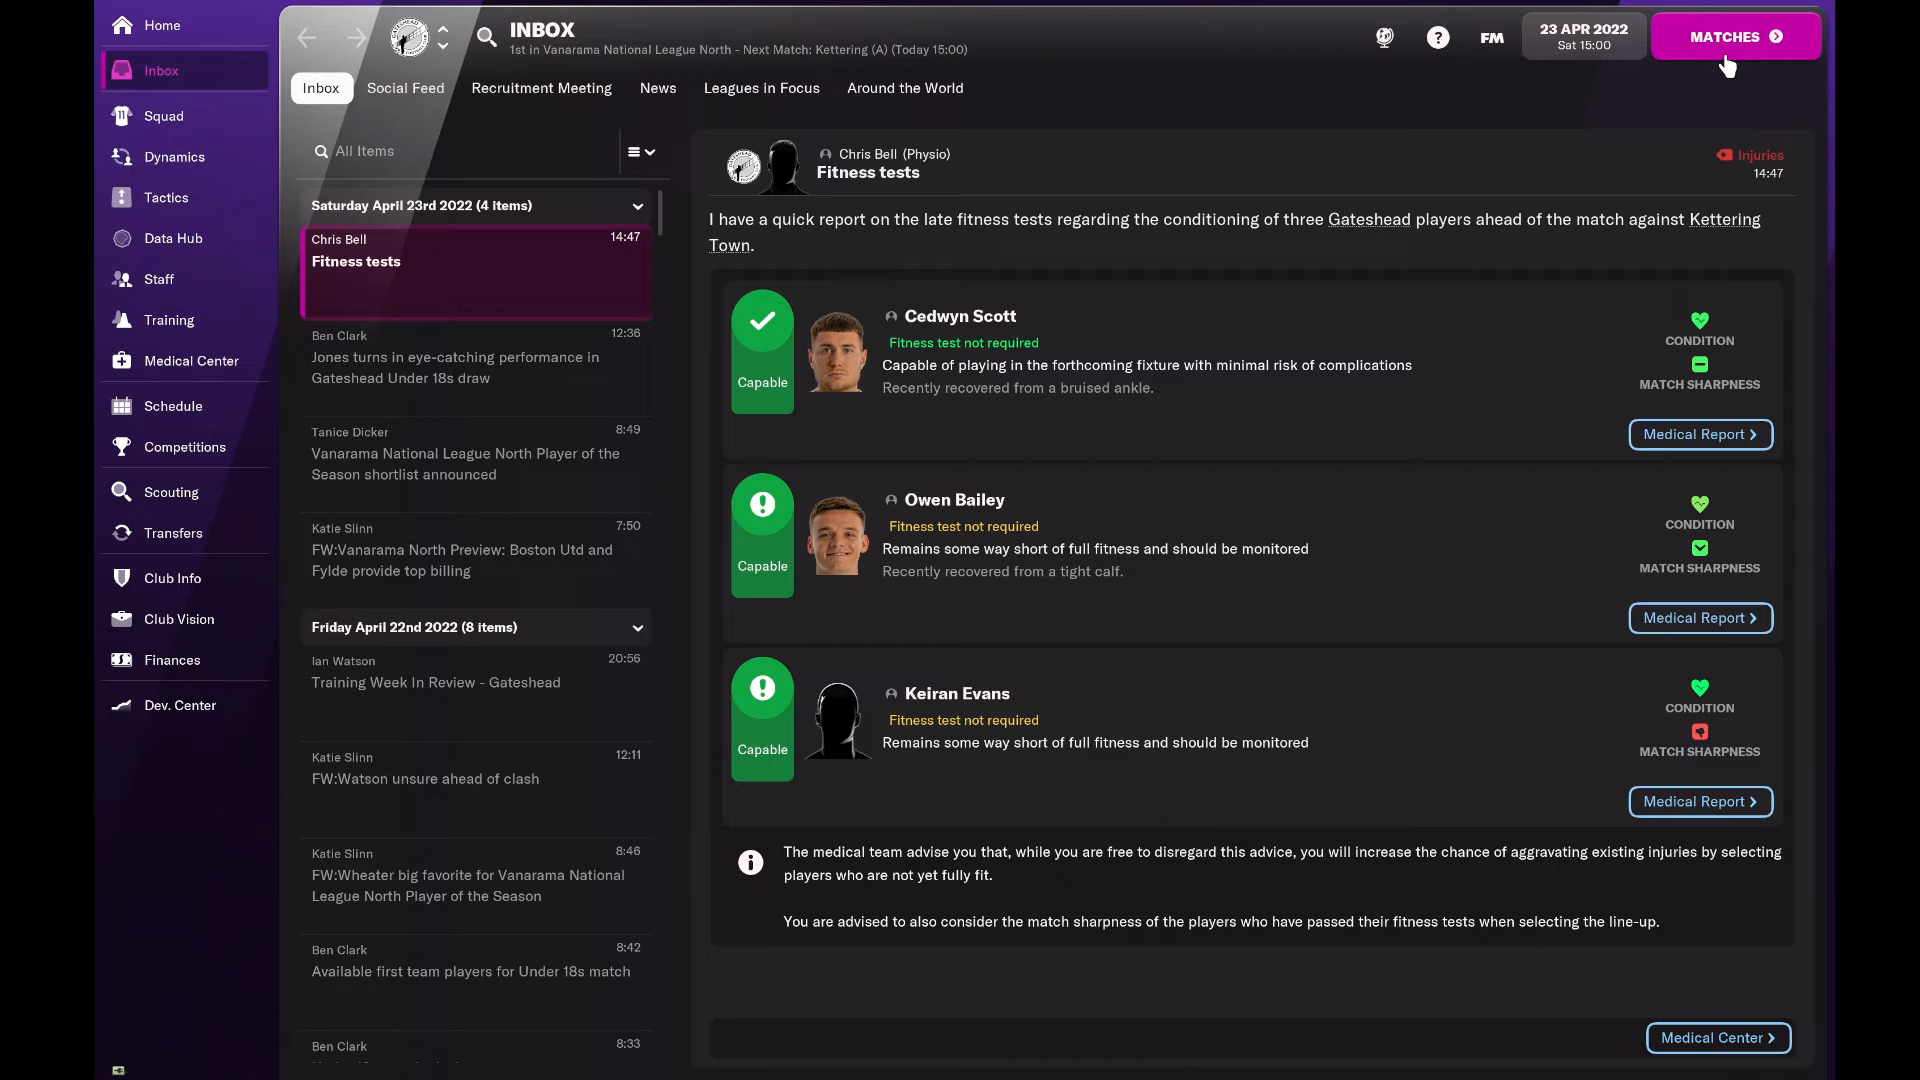 Home
Inbox
Squad
Dynamics
Tactics
Data Hub
Staff
Training
Medical Center
Schedule
Competitions
Scouting
Transfers
Club Info
Club Vision
Finances
Dev. Center
INBOX
1st in Vanarama National League North - Next Match: Kettering (A) (Today 15:00)
FM
23 APR 2022
Sat 15:00
MATCHES
Inbox
Social Feed
Recruitment Meeting
News
Leagues in Focus
Around the World
All Items
Saturday April 23rd 2022 (4 items)
Chris Bell
14:47
Fitness tests
Ben Clark
12:36
Jones turns in eye-catching performance in
Gateshead Under 18s draw
Tanice Dicker
8:49
Vanarama National League North Player of the
Season shortlist announced
Katie Slinn
7:50
FW:Vanarama North Preview: Boston Utd and
Fylde provide top billing
Friday April 22nd 2022 (8 items)
Ian Watson
20:56
Training Week In Review - Gateshead
Katie Slinn
12:11
FW:Watson unsure ahead of clash
Katie Slinn
8:46
FW:Wheater big favorite for Vanarama National
League North Player of the Season
Ben Clark
8:42
Available first team players for Under 18s match
Ben Clark
8:33
Chris Bell (Physio)
Fitness tests
Injuries
14:47
I have a quick report on the late fitness tests regarding the conditioning of three Gateshead players ahead of the match against Kettering
Town.
Capable
Cedwyn Scott
Fitness test not required
Capable of playing in the forthcoming fixture with minimal risk of complications
Recently recovered from a bruised ankle.
CONDITION
MATCH SHARPNESS
Medical Report
Capable
Owen Bailey
Fitness test not required
Remains some way short of full fitness and should be monitored
Recently recovered from a tight calf.
CONDITION
MATCH SHARPNESS
Medical Report
Capable
Keiran Evans
Fitness test not required
Remains some way short of full fitness and should be monitored
CONDITION
MATCH SHARPNESS
Medical Report
The medical team advise you that, while you are free to disregard this advice, you will increase the chance of aggravating existing injuries by selecting
players who are not yet fully fit.
You are advised to also consider the match sharpness of the players who have passed their fitness tests when selecting the line-up.
Medical Center